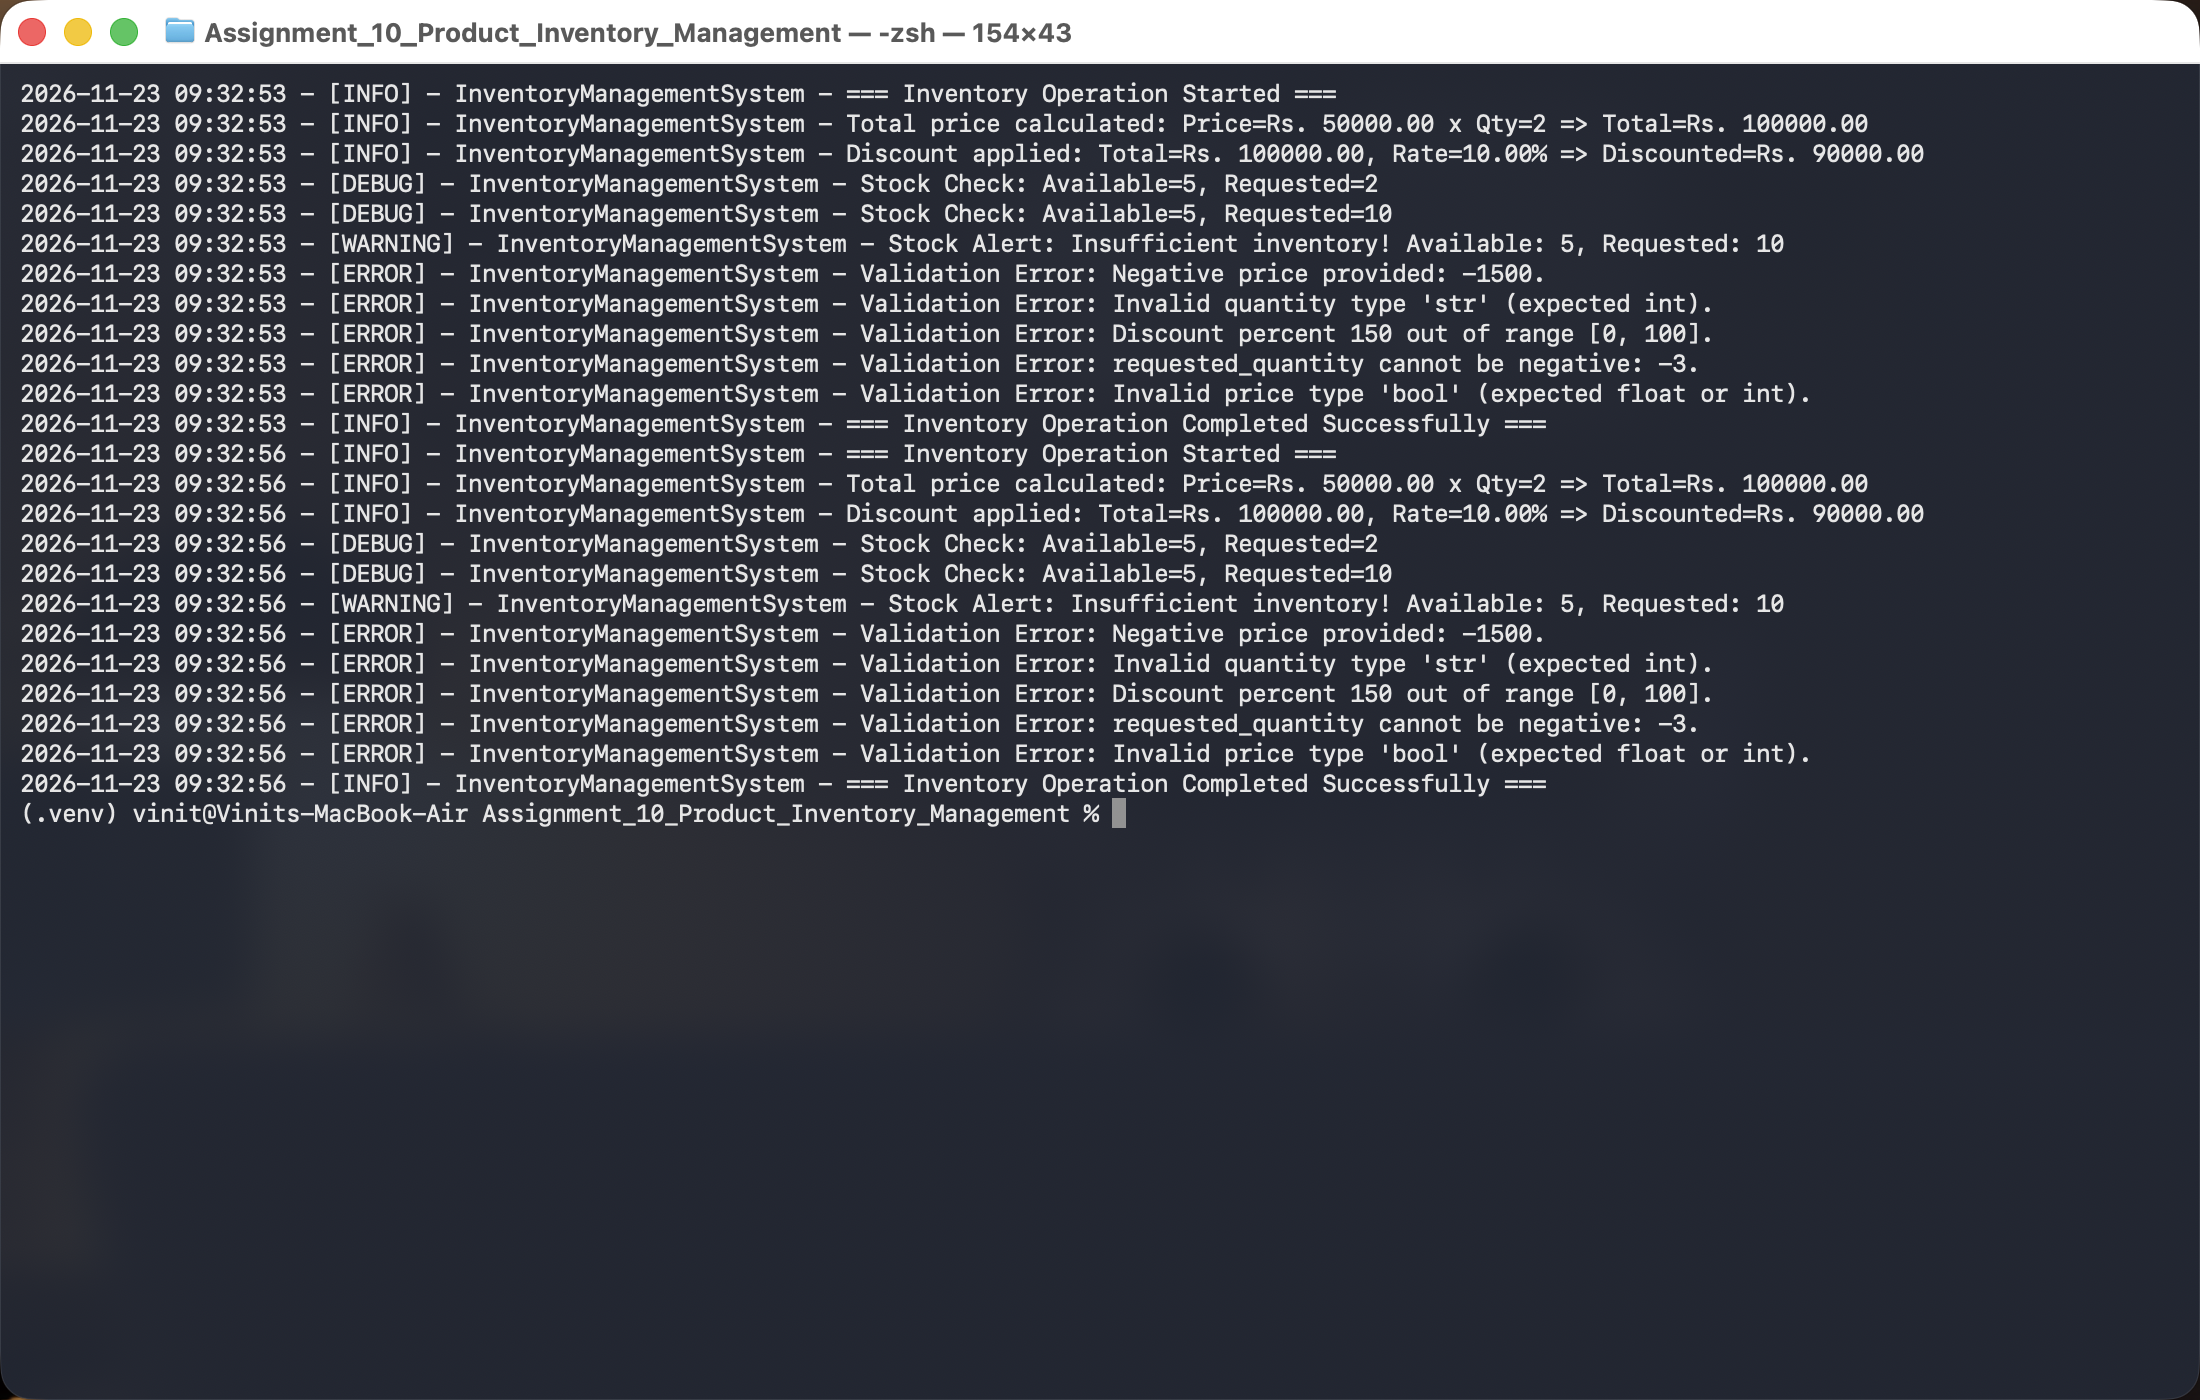 Assignment_10_Product_Inventory_Management — -zsh — 154×43
2026-11-23 09:32:53 - [INFO] - InventoryManagementSystem - === Inventory Operation Started ===
2026-11-23 09:32:53 - [INFO] - InventoryManagementSystem - Total price calculated: Price=Rs. 50000.00 x Qty=2 => Total=Rs. 100000.00
2026-11-23 09:32:53 - [INFO] - InventoryManagementSystem - Discount applied: Total=Rs. 100000.00, Rate=10.00% => Discounted=Rs. 90000.00
2026-11-23 09:32:53 - [DEBUG] - InventoryManagementSystem - Stock Check: Available=5, Requested=2
2026-11-23 09:32:53 - [DEBUG] - InventoryManagementSystem - Stock Check: Available=5, Requested=10
2026-11-23 09:32:53 - [WARNING] - InventoryManagementSystem - Stock Alert: Insufficient inventory! Available: 5, Requested: 10
2026-11-23 09:32:53 - [ERROR] - InventoryManagementSystem - Validation Error: Negative price provided: -1500.
2026-11-23 09:32:53 - [ERROR] - InventoryManagementSystem - Validation Error: Invalid quantity type 'str' (expected int).
2026-11-23 09:32:53 - [ERROR] - InventoryManagementSystem - Validation Error: Discount percent 150 out of range [0, 100].
2026-11-23 09:32:53 - [ERROR] - InventoryManagementSystem - Validation Error: requested_quantity cannot be negative: -3.
2026-11-23 09:32:53 - [ERROR] - InventoryManagementSystem - Validation Error: Invalid price type 'bool' (expected float or int).
2026-11-23 09:32:53 - [INFO] - InventoryManagementSystem - === Inventory Operation Completed Successfully ===
2026-11-23 09:32:56 - [INFO] - InventoryManagementSystem - === Inventory Operation Started ===
2026-11-23 09:32:56 - [INFO] - InventoryManagementSystem - Total price calculated: Price=Rs. 50000.00 x Qty=2 => Total=Rs. 100000.00
2026-11-23 09:32:56 - [INFO] - InventoryManagementSystem - Discount applied: Total=Rs. 100000.00, Rate=10.00% => Discounted=Rs. 90000.00
2026-11-23 09:32:56 - [DEBUG] - InventoryManagementSystem - Stock Check: Available=5, Requested=2
2026-11-23 09:32:56 - [DEBUG] - InventoryManagementSystem - Stock Check: Available=5, Requested=10
2026-11-23 09:32:56 - [WARNING] - InventoryManagementSystem - Stock Alert: Insufficient inventory! Available: 5, Requested: 10
2026-11-23 09:32:56 - [ERROR] - InventoryManagementSystem - Validation Error: Negative price provided: -1500.
2026-11-23 09:32:56 - [ERROR] - InventoryManagementSystem - Validation Error: Invalid quantity type 'str' (expected int).
2026-11-23 09:32:56 - [ERROR] - InventoryManagementSystem - Validation Error: Discount percent 150 out of range [0, 100].
2026-11-23 09:32:56 - [ERROR] - InventoryManagementSystem - Validation Error: requested_quantity cannot be negative: -3.
2026-11-23 09:32:56 - [ERROR] - InventoryManagementSystem - Validation Error: Invalid price type 'bool' (expected float or int).
2026-11-23 09:32:56 - [INFO] - InventoryManagementSystem - === Inventory Operation Completed Successfully ===
(.venv) vinit@Vinits-MacBook-Air Assignment_10_Product_Inventory_Management %